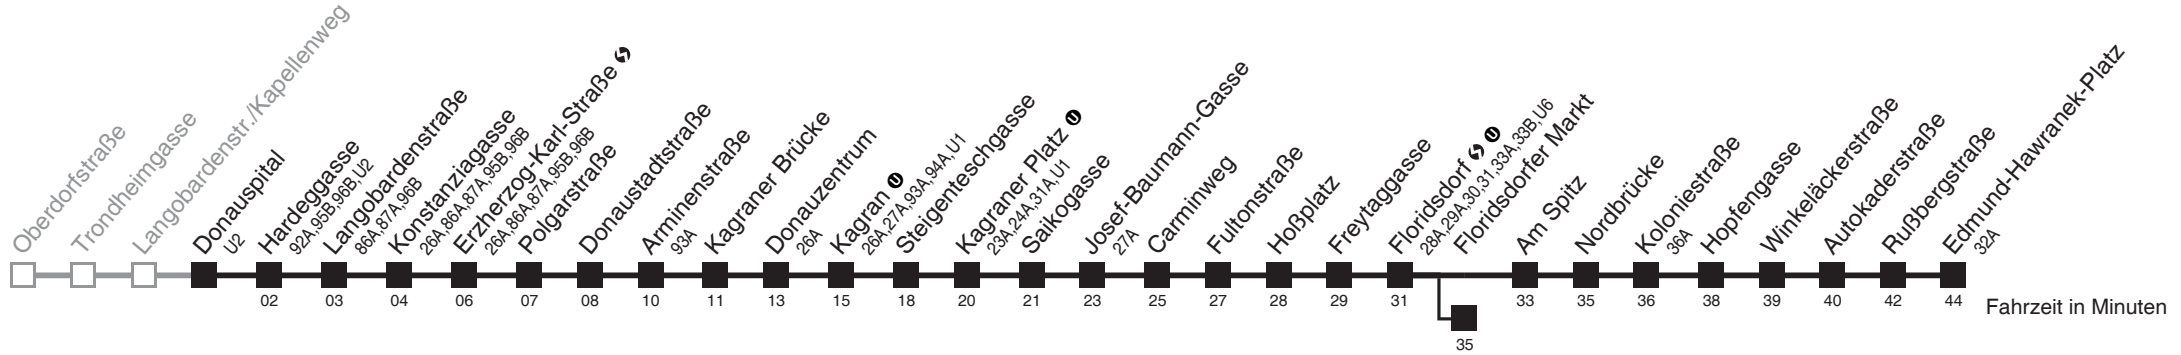 Oberdorfstraße
Trondheimgasse
Langobardenstr./Kapellenweg
Donauspital
U2
Hardeggasse
92A,95B,96B,U2
02
Langobardenstraße
86A,87A,96B
03
Konstanziagasse
26A,86A,87A,95B,96B
04
Erzherzog-Karl-Straße
26A,86A,87A,95B,96B
06
Polgarstraße
07
Donaustadtstraße
08
Arminenstraße
93A
10
Kagraner Brücke
11
Donauzentrum
26A
13
Kagran U
26A,27A,93A,94A,U1
15
Steigenteschgasse
18
Kagraner Platz U
23A,24A,31A,U1
20
Saikogasse
21
Josef-Baumann-Gasse
27A
23
Carminweg
25
Fultonstraße
27
Hoßplatz
28
Freytaggasse
29
Floridsdorf U
28A,29A,30,31,33A,33B,U6
31
Floridsdorfer Markt
35
Am Spitz
33
Nordbrücke
35
Koloniestraße
36A
36
Hopfengasse
38
Winkeläckerstraße
39
Autokaderstraße
40
Rußbergstraße
42
Edmund-Hawranek-Platz
32A
44
Fahrzeit in Minuten